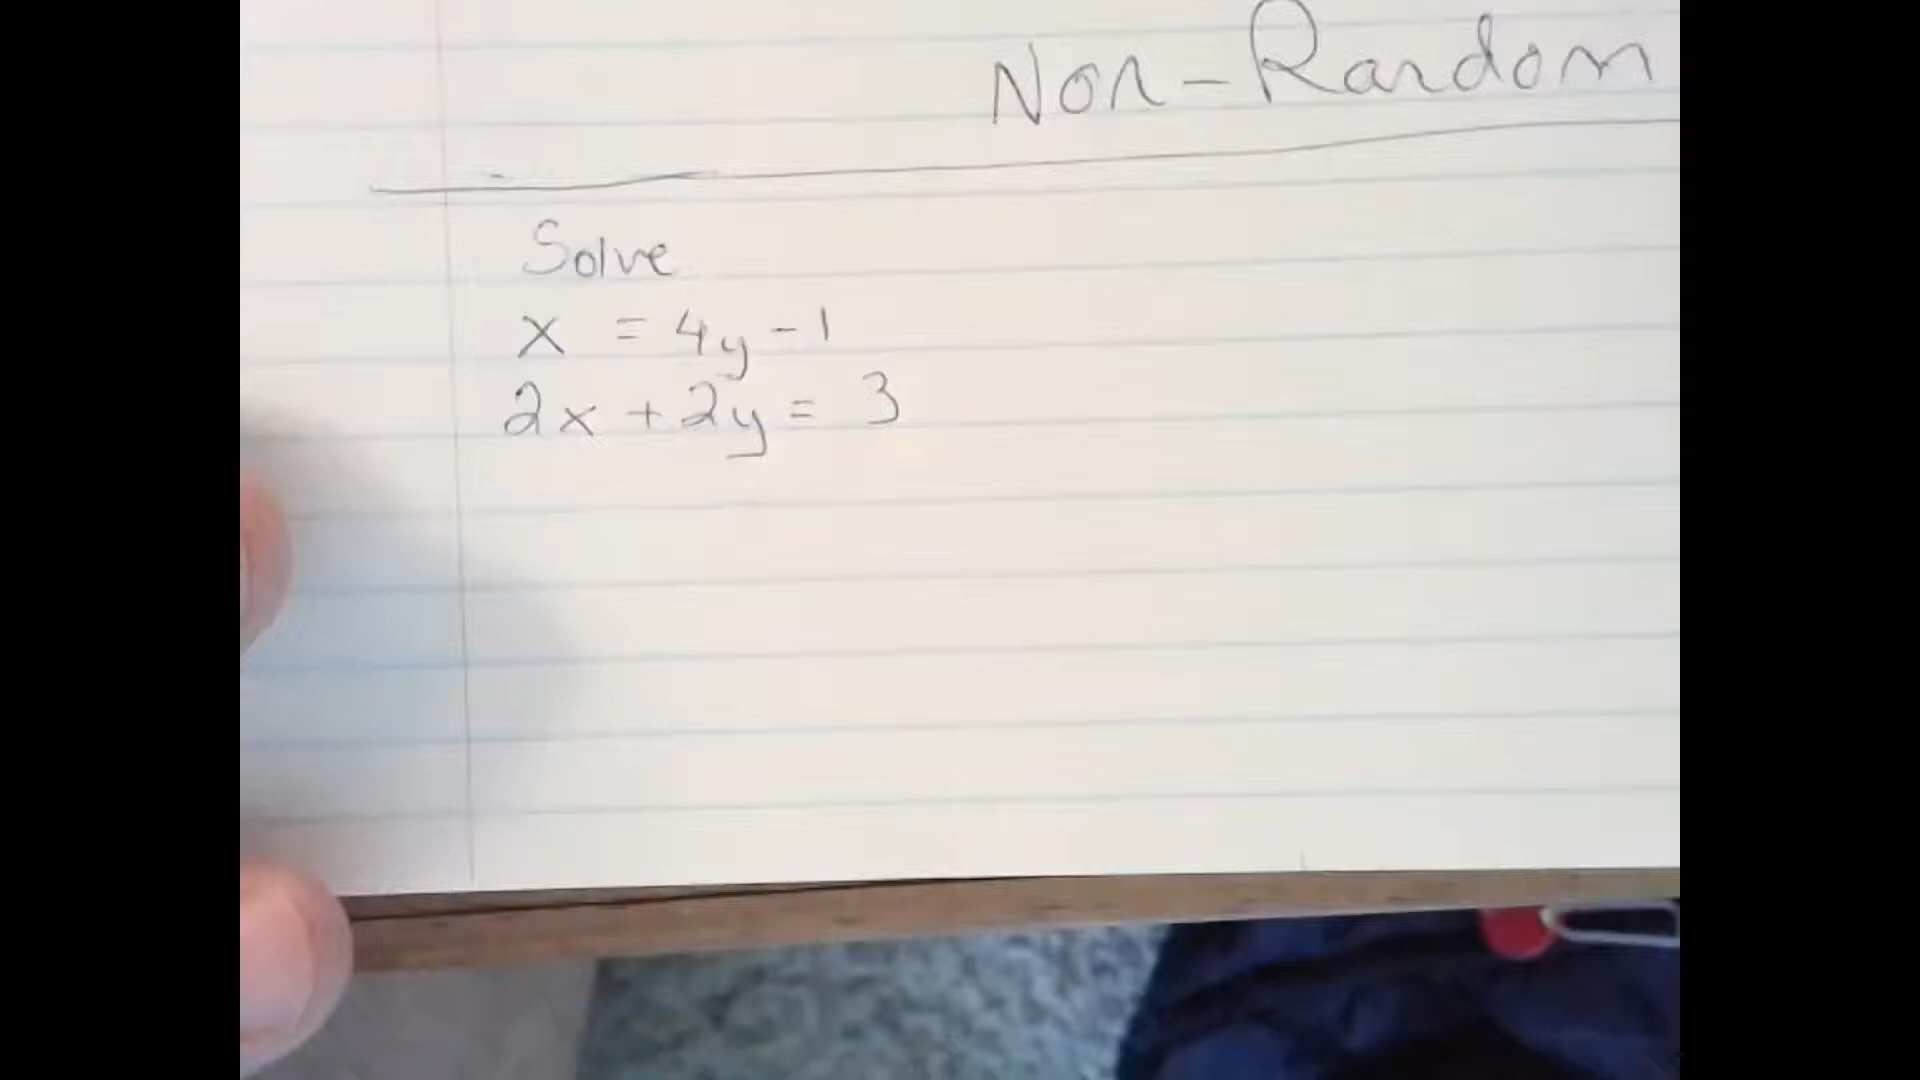 Non-Random
Solve
x = 4y - 1
2x + 2y = 3